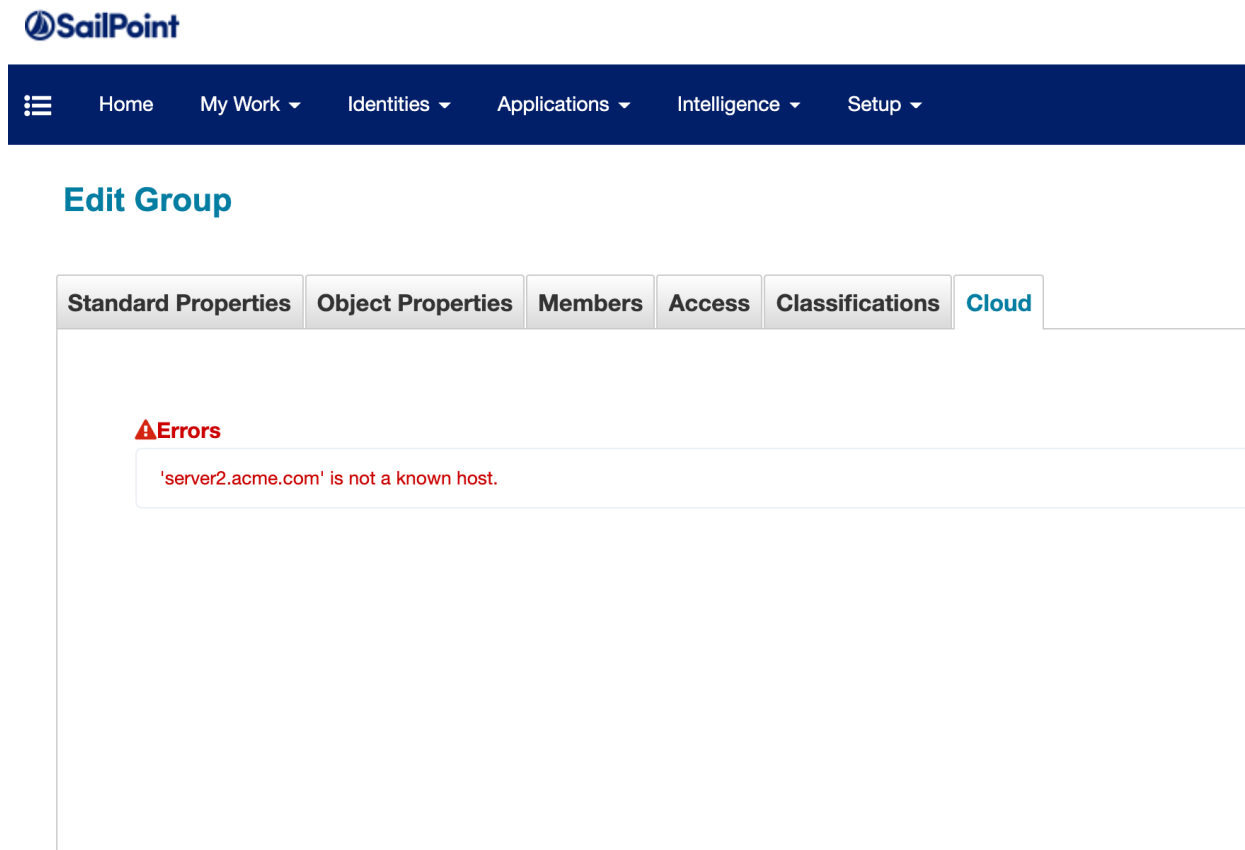 SailPoint
Home My Work Identities Applications Intelligence Setup
Edit Group
Standard Properties Object Properties Members Access Classifications Cloud
Errors
'server2.acme.com' is not a known host.